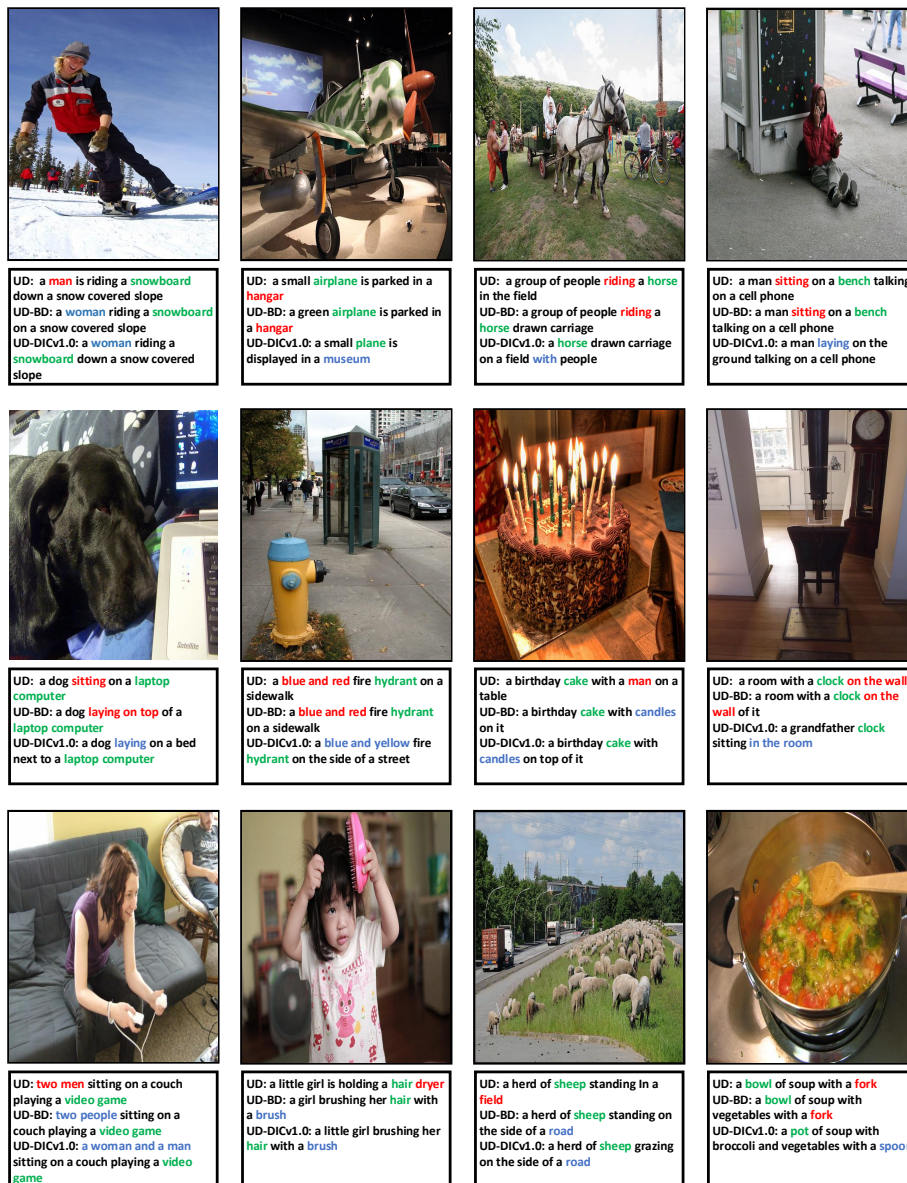 UD: a man is riding a snowboard
down a snow covered slope
UD-BD: a woman riding a snowboard
on a snow covered slope
UD-DICv1.0: a woman riding a
snowboard down a snow covered
slope
UD: a small airplane is parked in a
hangar
UD-BD: a green airplane is parked in
a hangar
UD-DICv1.0: a small plane is
displayed in a museum
UD: a group of people riding a horse
in the field
UD-BD: a group of people riding a
horse drawn carriage
UD-DICv1.0: a horse drawn carriage
on a field with people
UD: a man sitting on a bench talking
on a cell phone
UD-BD: a man sitting on a bench
talking on a cell phone
UD-DICv1.0: a man laying on the
ground talking on a cell phone
Satellite
UD: a dog sitting on a laptop
computer
UD-BD: a dog laying on top of a
laptop computer
UD-DICv1.0: a dog laying on a bed
next to a laptop computer
UD: a blue and red fire hydrant on a
sidewalk
UD-BD: a blue and red fire hydrant
on a sidewalk
UD-DICv1.0: a blue and yellow fire
hydrant on the side of a street
UD: a birthday cake with a man on a
table
UD-BD: a birthday cake with candles
on it
UD-DICv1.0: a birthday cake with
candles on top of it
UD: a room with a clock on the wall
UD-BD: a room with a clock on the
wall of it
UD-DICv1.0: a grandfather clock
sitting in the room
UD: two men sitting on a couch
playing a video game
UD-BD: two people sitting on a
couch playing a video game
UD-DICv1.0: a woman and a man
sitting on a couch playing a video
game
UD: a little girl is holding a hair dryer
UD-BD: a girl brushing her hair with
a brush
UD-DICv1.0: a little girl brushing her
hair with a brush
UD: a herd of sheep standing In a
field
UD-BD: a herd of sheep standing on
the side of a road
UD-DICv1.0: a herd of sheep grazing
on the side of a road
UD: a bowl of soup with a fork
UD-BD: a bowl of soup with
vegetables with a fork
UD-DICv1.0: a pot of soup with
broccoli and vegetables with a spoon